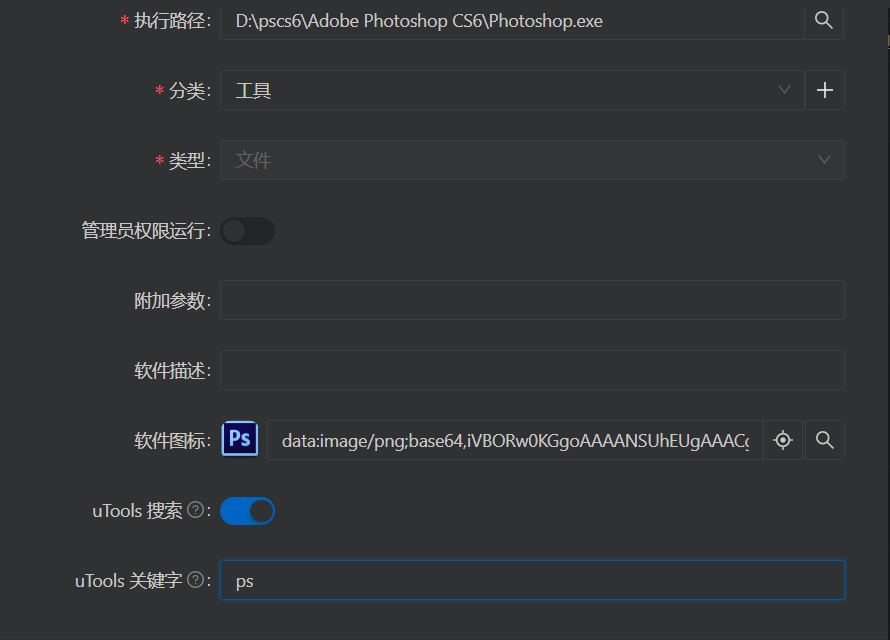 * 执行路径: D:\pscs6\Adobe Photoshop CS6\Photoshop.exe
* 分类: 工具
* 类型: 文件
管理员权限运行:
附加参数:
软件描述:
软件图标: Ps data:image/png;base64,iVBORw0KGgoAAAANSUhEUgAAACg
uTools 搜索 ? :
uTools 关键字 ? : ps